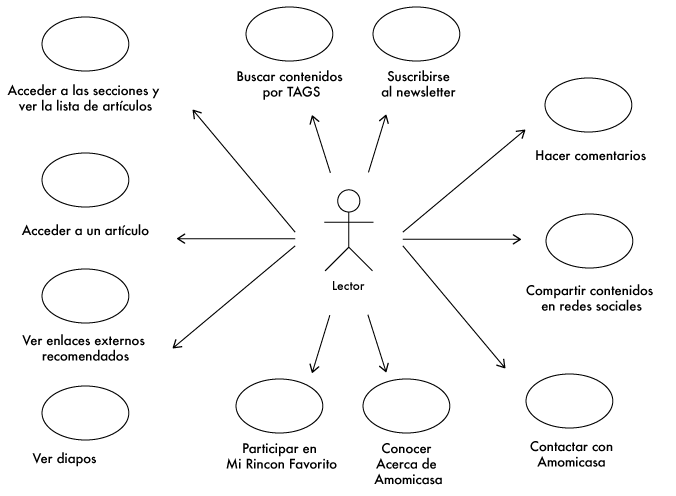 Acceder a las secciones y
ver la lista de artículos
Buscar contenidos
por TAGS
Suscribirse
al newsletter
Hacer comentarios
Acceder a un artículo
Lector
Compartir contenidos
en redes sociales
Ver enlaces externos
recomendados
Ver diapos
Participar en
Mi Rincon Favorito
Conocer
Acerca de
Amomicasa
Contactar con
Amomicasa